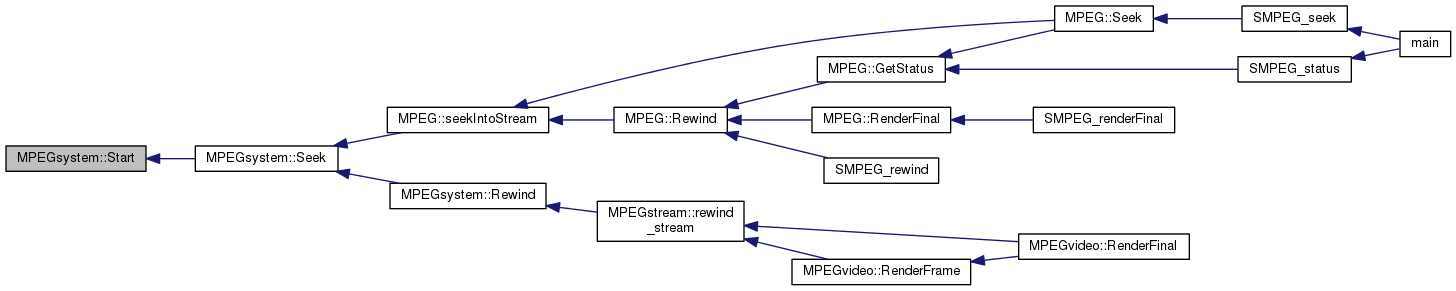 MPEG::Seek
SMPEG_seek
main
MPEG::GetStatus
SMPEG_status
MPEG::seekIntoStream
MPEG::Rewind
MPEG::RenderFinal
SMPEG_renderFinal
MPEGsystem::Start
MPEGsystem::Seek
SMPEG_rewind
MPEGsystem::Rewind
MPEGstream::rewind
_stream
MPEGvideo::RenderFinal
MPEGvideo::RenderFrame